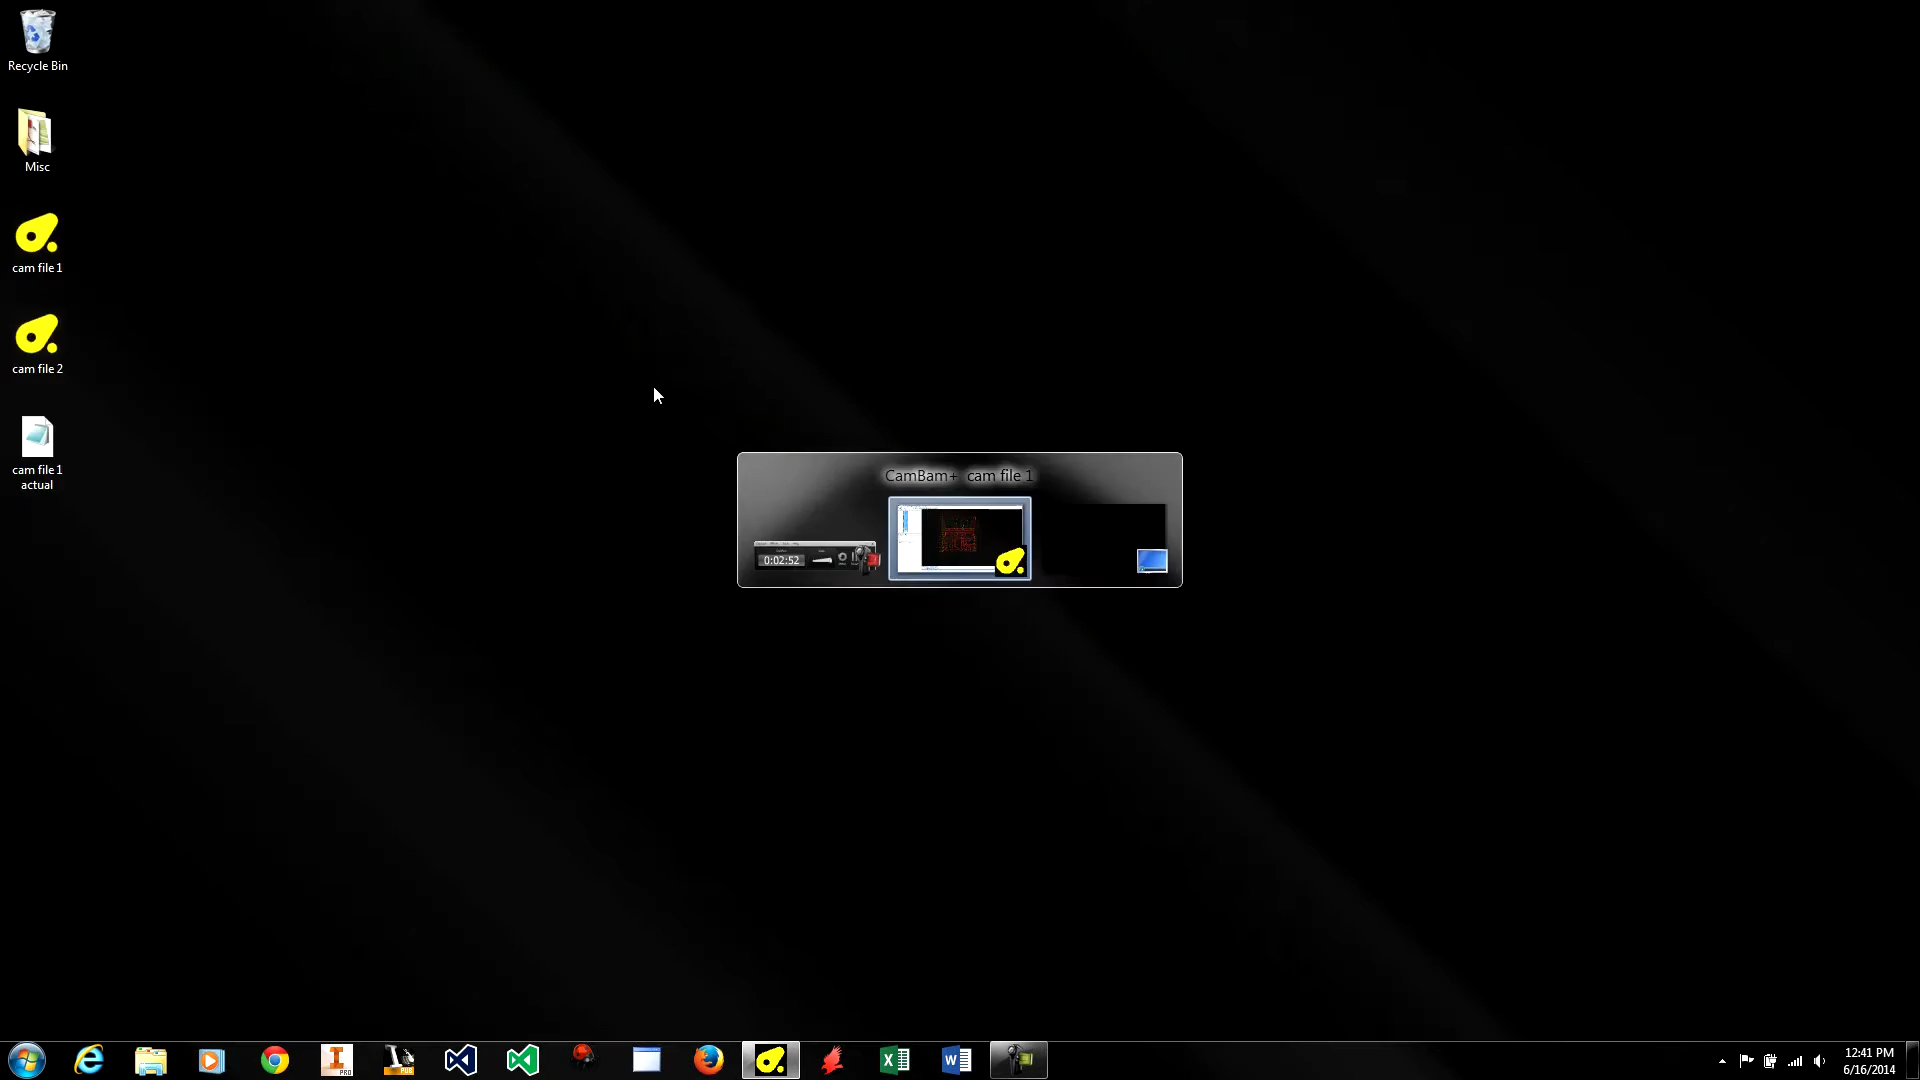 Recycle Bin
Misc
cam file 1
cam file 2
cam file 1
actual
CamBam+ cam file 1
0:02:52
PRO
12:41 PM
6/16/2014